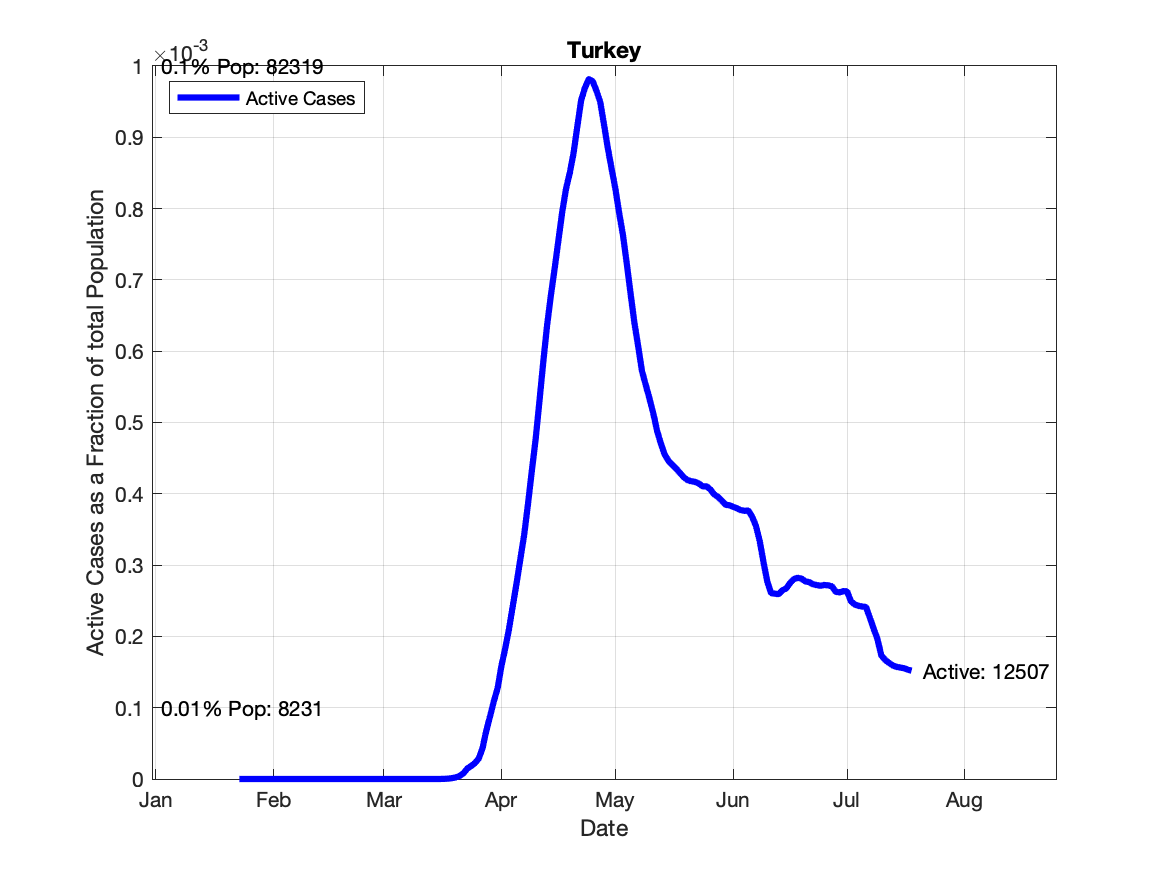 Turkey
×10-3
0.1% Pop: 82319
Active Cases
1
0.9
0.8
0.7
0.6
0.5
0.4
0.3
0.2
0.1
0
Active Cases as a Fraction of total Population
Active: 12507
0.01% Pop: 8231
Jan Feb Mar Apr May Jun Jul Aug
Date